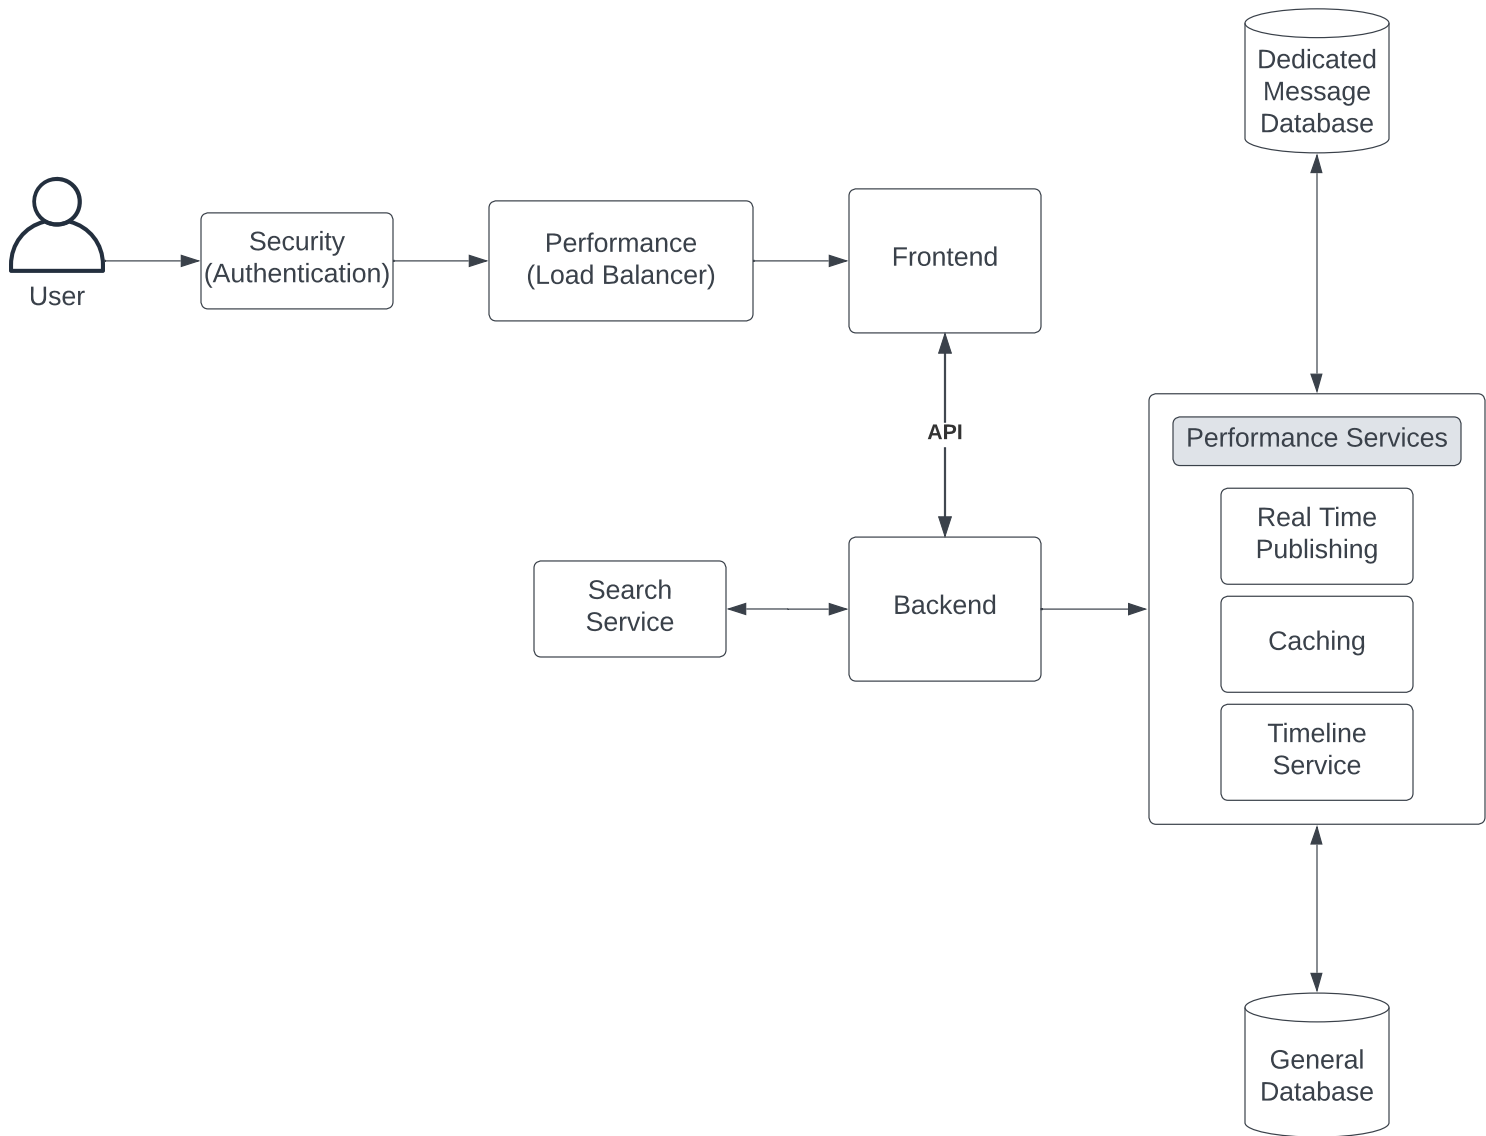 Dedicated
Message
Database
User
Security
(Authentication)
Performance
(Load Balancer)
Frontend
API
Search
Service
Backend
Performance Services
Real Time
Publishing
Caching
Timeline
Service
General
Database